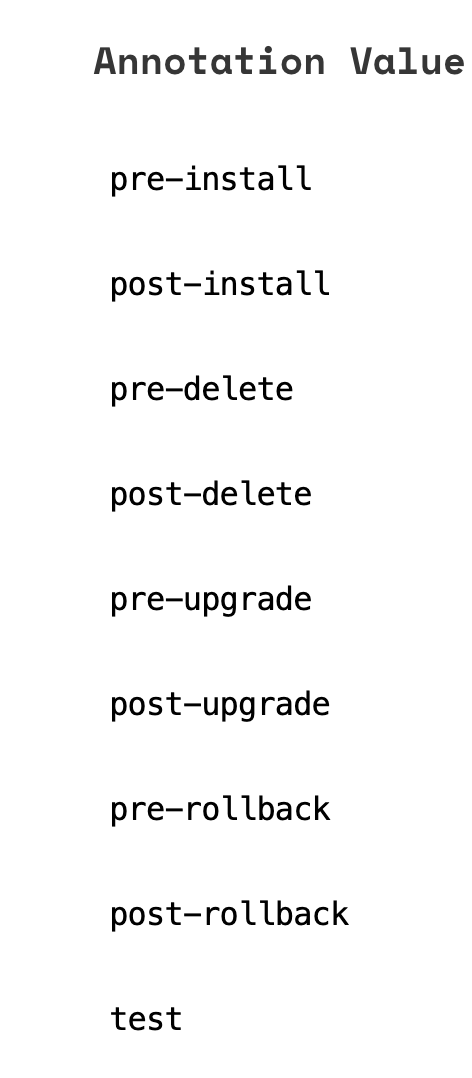 Annotation Value
pre-install
post-install
pre-delete
post-delete
pre-upgrade
post-upgrade
pre-rollback
post-rollback
test